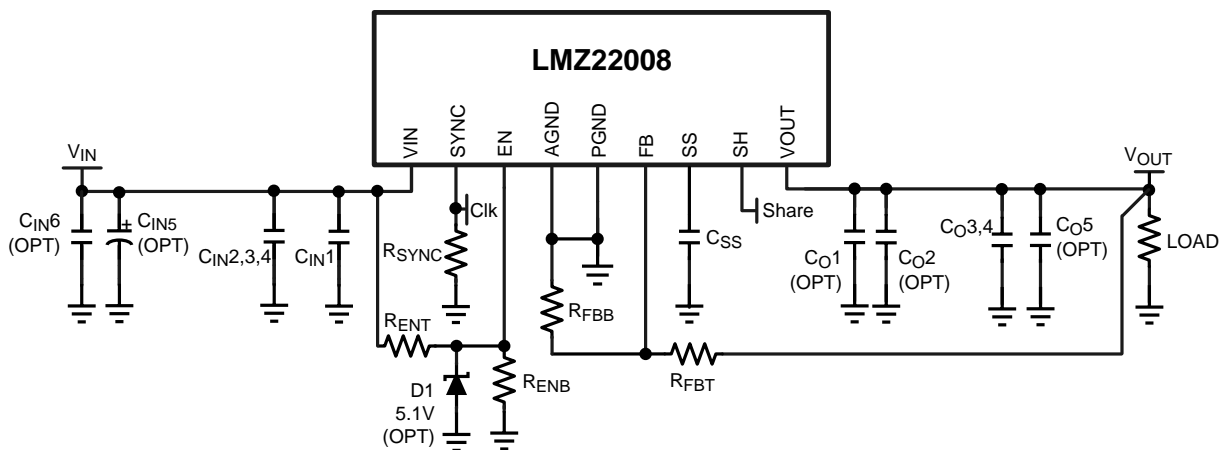 LMZ22008
VIN
SYNC
EN
AGND
PGND
FB
SS
SH
VOUT
VIN
VOUT
CIN6
(OPT)
+
CIN5
(OPT)
CIN2,3,4
CIN1
RSYNC
Clk
RENT
D1
5.1V
(OPT)
RENB
RFBB
RFBT
CSS
Share
CO1
(OPT)
CO2
(OPT)
CO3,4
CO5
(OPT)
LOAD